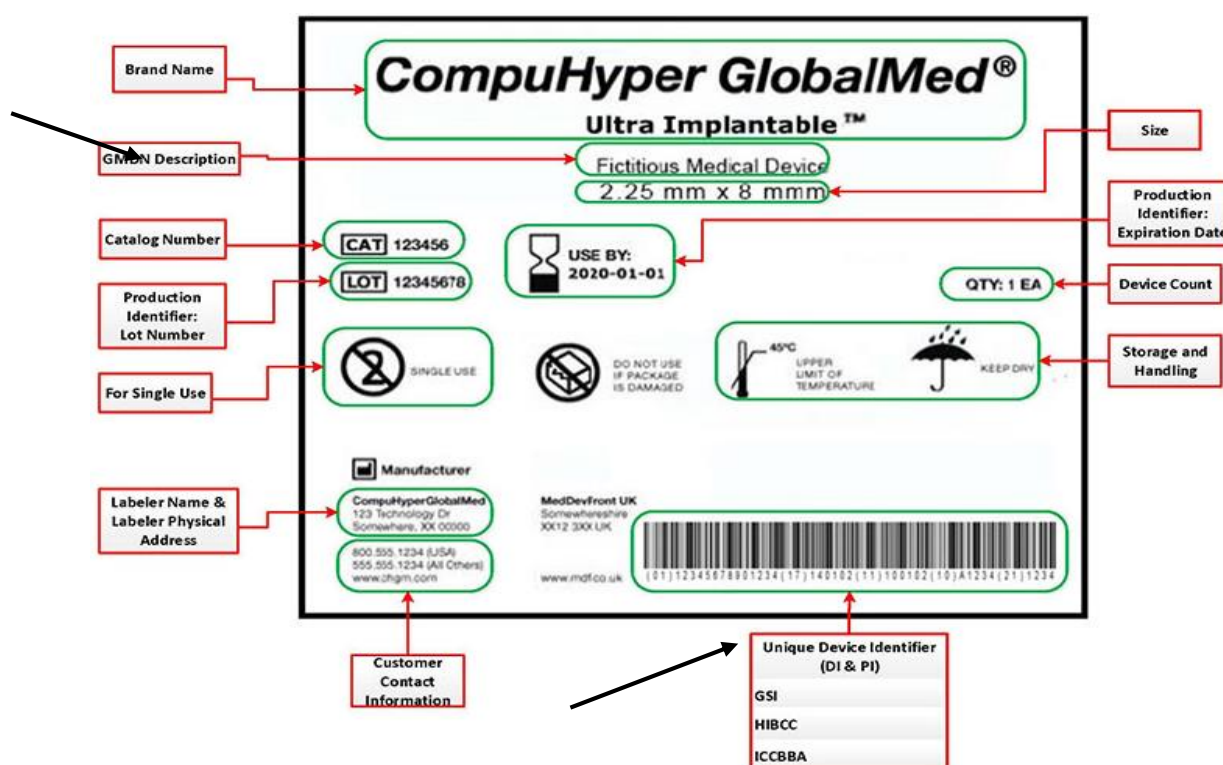 Brand Name
CompuHyper GlobalMed®
Ultra Implantable™
GMDN Description
Fictitious Medical Device
2.25 mm x 8 mmm
Size
Production
Identifier:
Expiration Date
Catalog Number
CAT 123456
LOT 12345678
USE BY:
2020-01-01
QTY: 1 EA
Device Count
Production
Identifier:
Lot Number
For Single Use
2
SINGLE USE
DO NOT USE
IF PACKAGE
IS DAMAGED
45°C
UPPER
LIMIT OF
TEMPERATURE
KEEP DRY
Storage and
Handling
Manufacturer
Labeler Name &
Labeler Physical
Address
CompuHyperGlobalMed
123 Technology Dr
Somewhere, XX 00000
800.555.1234 (USA)
555.555.1234 (All Others)
www.chgm.com
MedDevFront UK
Somewhereshire
XX12 3XX UK
www.mdf.co.uk
(01)12345678901234(17)140102(11)100102(10)A1234(21)1234
Customer
Contact
Information
Unique Device Identifier
(DI & PI)
GSI
HIBCC
ICCBBA